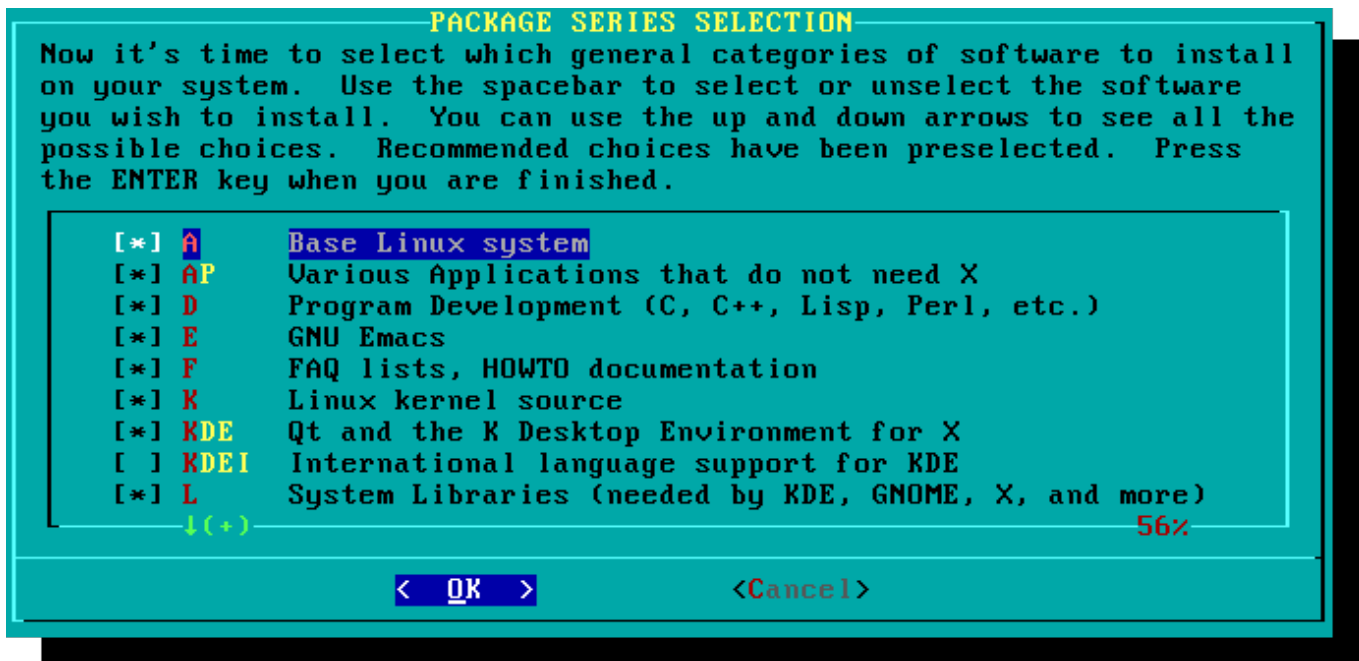 PACKAGE SERIES SELECTION
Now it's time to select which general categories of software to install
on your system.  Use the spacebar to select or unselect the software
you wish to install.  You can use the up and down arrows to see all the
possible choices.  Recommended choices have been preselected.  Press
the ENTER key when you are finished.
[*] A Base Linux system
[*] AP Various Applications that do not need X
[*] D Program Development (C, C++, Lisp, Perl, etc.)
[*] E GNU Emacs
[*] F FAQ lists, HOWTO documentation
[*] K Linux kernel source
[*] KDE Qt and the K Desktop Environment for X
[ ] KDEI International language support for KDE
[*] L System Libraries (needed by KDE, GNOME, X, and more)
↓(+) 56%
< OK > <Cancel>